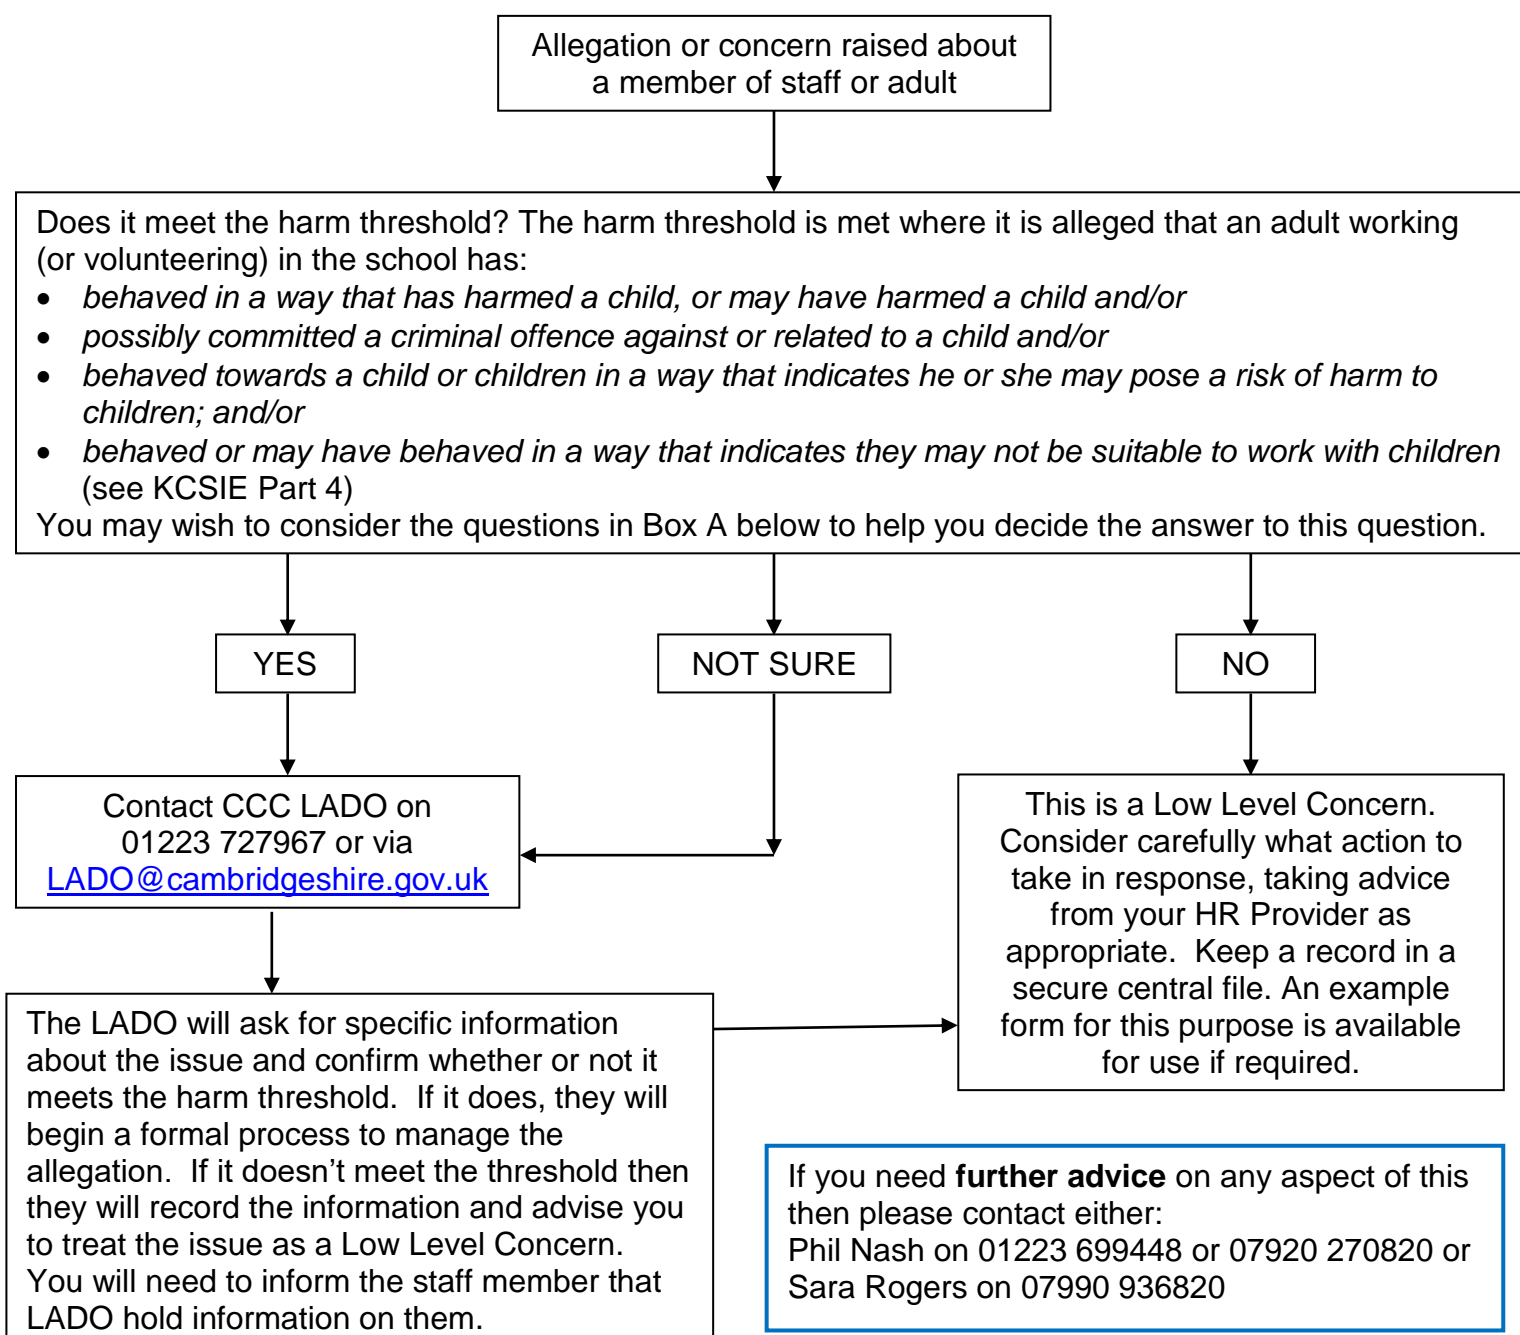 Allegation or concern raised about
a member of staff or adult
Does it meet the harm threshold? The harm threshold is met where it is alleged that an adult working
(or volunteering) in the school has:
• behaved in a way that has harmed a child, or may have harmed a child and/or
• possibly committed a criminal offence against or related to a child and/or
• behaved towards a child or children in a way that indicates he or she may pose a risk of harm to
children; and/or
• behaved or may have behaved in a way that indicates they may not be suitable to work with children
(see KCSIE Part 4)
You may wish to consider the questions in Box A below to help you decide the answer to this question.
YES
NOT SURE
NO
Contact CCC LADO on
01223 727967 or via
LADO@cambridgeshire.gov.uk
This is a Low Level Concern.
Consider carefully what action to
take in response, taking advice
from your HR Provider as
appropriate. Keep a record in a
secure central file. An example
form for this purpose is available
for use if required.
The LADO will ask for specific information
about the issue and confirm whether or not it
meets the harm threshold. If it does, they will
begin a formal process to manage the
allegation. If it doesn’t meet the threshold then
they will record the information and advise you
to treat the issue as a Low Level Concern.
You will need to inform the staff member that
LADO hold information on them.
If you need further advice on any aspect of this
then please contact either:
Phil Nash on 01223 699448 or 07920 270820 or
Sara Rogers on 07990 936820